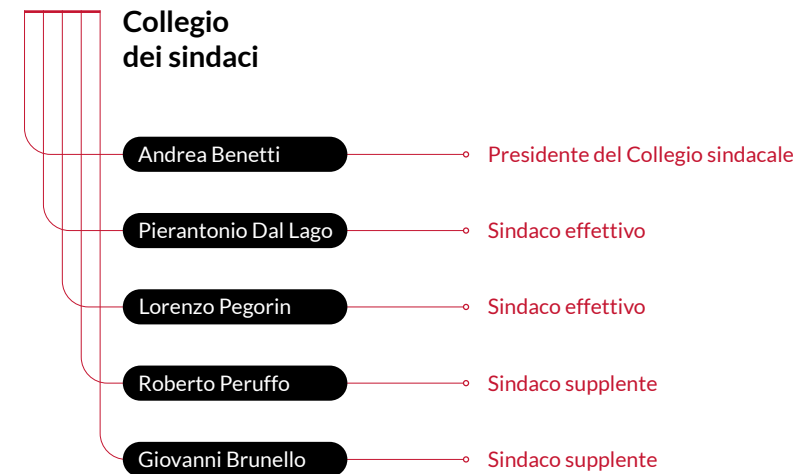 Collegio
dei sindaci
Andrea Benetti
Presidente del Collegio sindacale
Pierantonio Dal Lago
Sindaco effettivo
Lorenzo Pegorin
Sindaco effettivo
Roberto Peruffo
Sindaco supplente
Giovanni Brunello
Sindaco supplente